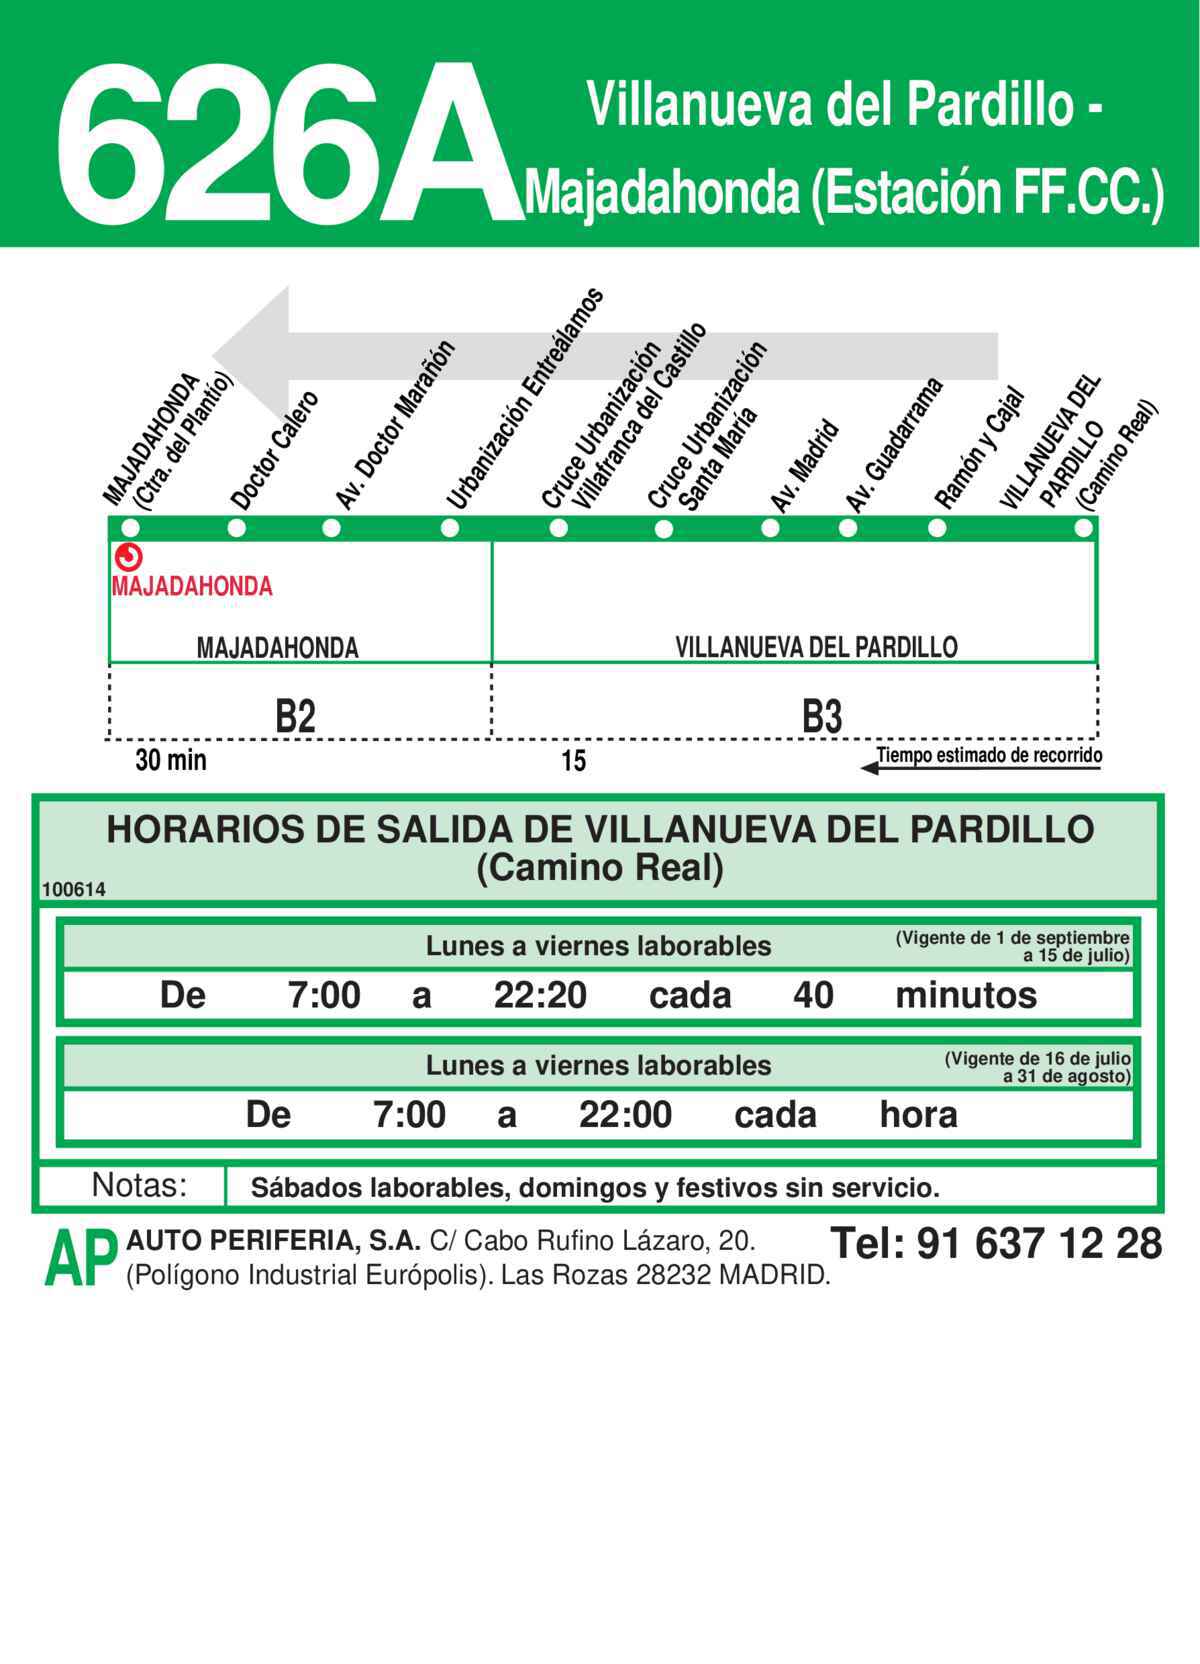 626A
Villanueva del Pardillo -
Majadahonda (Estación FF.CC.)
MAJADAHONDA
(Ctra. del Plantío)
Doctor Calero
Av. Doctor Marañón
Urbanización Entreálamos
Cruce Urbanización
Villafranca del Castillo
Cruce Urbanización
Santa María
Av. Madrid
Av. Guadarrama
Ramón y Cajal
VILLANUEVA DEL
PARDILLO
(Camino Real)
MAJADAHONDA
MAJADAHONDA
VILLANUEVA DEL PARDILLO
B2
B3
30 min
15
Tiempo estimado de recorrido
HORARIOS DE SALIDA DE VILLANUEVA DEL PARDILLO
(Camino Real)
100614
Lunes a viernes laborables
(Vigente de 1 de septiembre
a 15 de julio)
De 7:00 a 22:20 cada 40 minutos
Lunes a viernes laborables
(Vigente de 16 de julio
a 31 de agosto)
De 7:00 a 22:00 cada hora
Notas:
Sábados laborables, domingos y festivos sin servicio.
AP
AUTO PERIFERIA, S.A. C/ Cabo Rufino Lázaro, 20.
(Polígono Industrial Európolis). Las Rozas 28232 MADRID.
Tel: 91 637 12 28